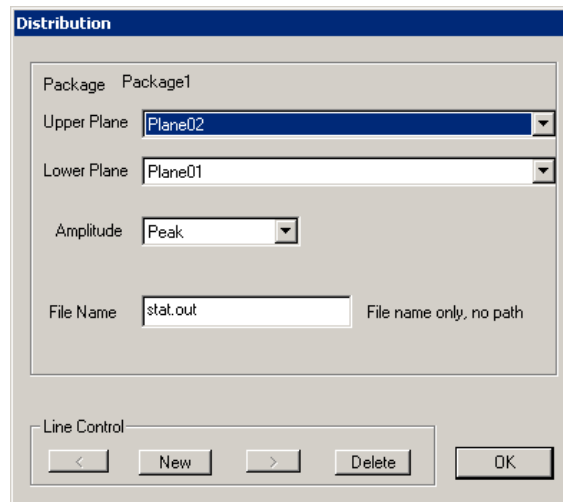 Distribution
Package Package1
Upper Plane Plane02
Lower Plane Plane01
Amplitude Peak
File Name stat.out File name only, no path
Line Control
< New > Delete OK